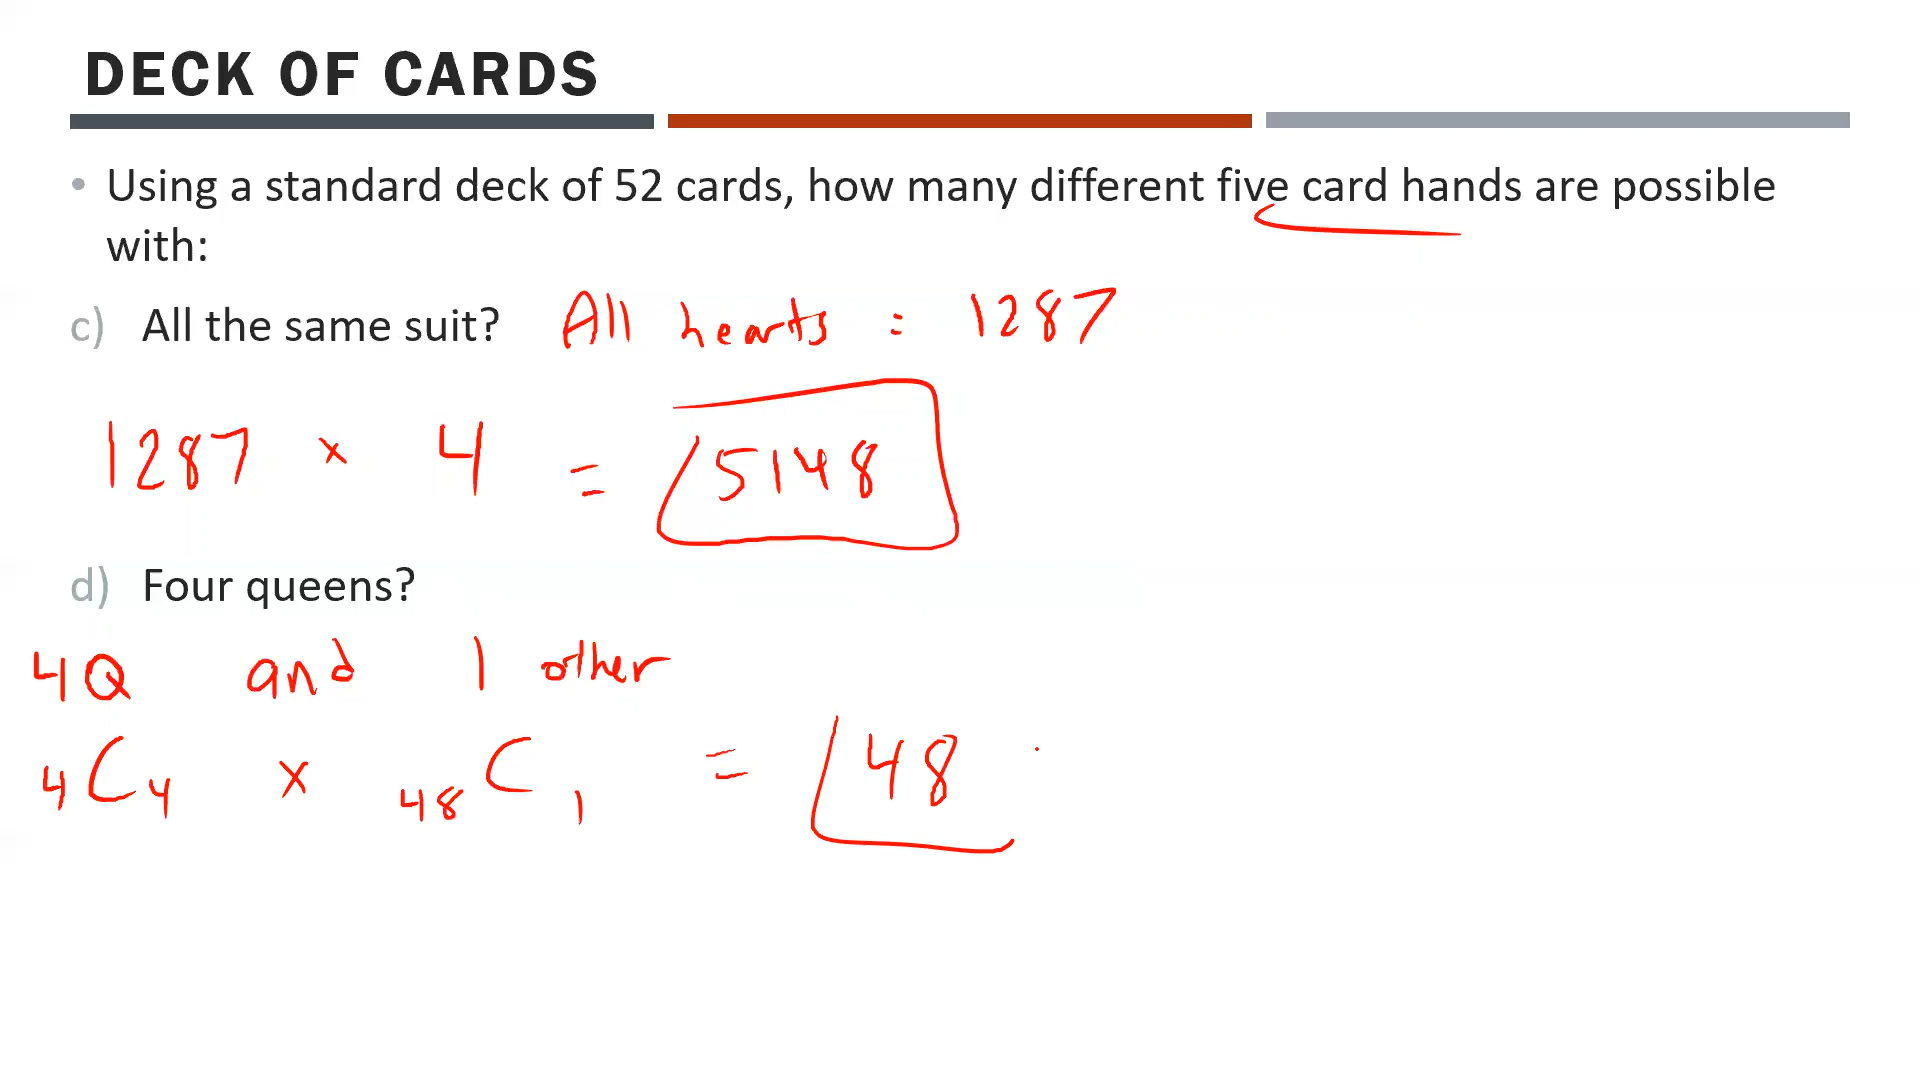 DECK OF CARDS
• Using a standard deck of 52 cards, how many different five card hands are possible
with:
c) All the same suit? All hearts = 1287
1287 × 4 = 5148
d) Four queens?
4Q and 1 other
₄C₄ × ₄₈C₁ = 48